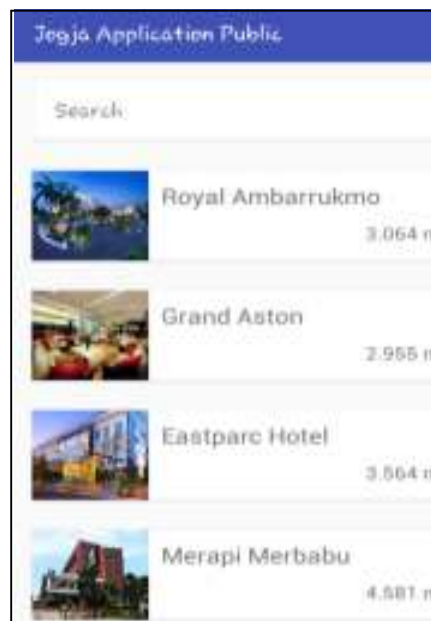 Jogja Application Public
Search
Royal Ambarrukmo
3.064 m
Grand Aston
2.955 m
Eastparc Hotel
3.564 m
Merapi Merbabu
4.581 m